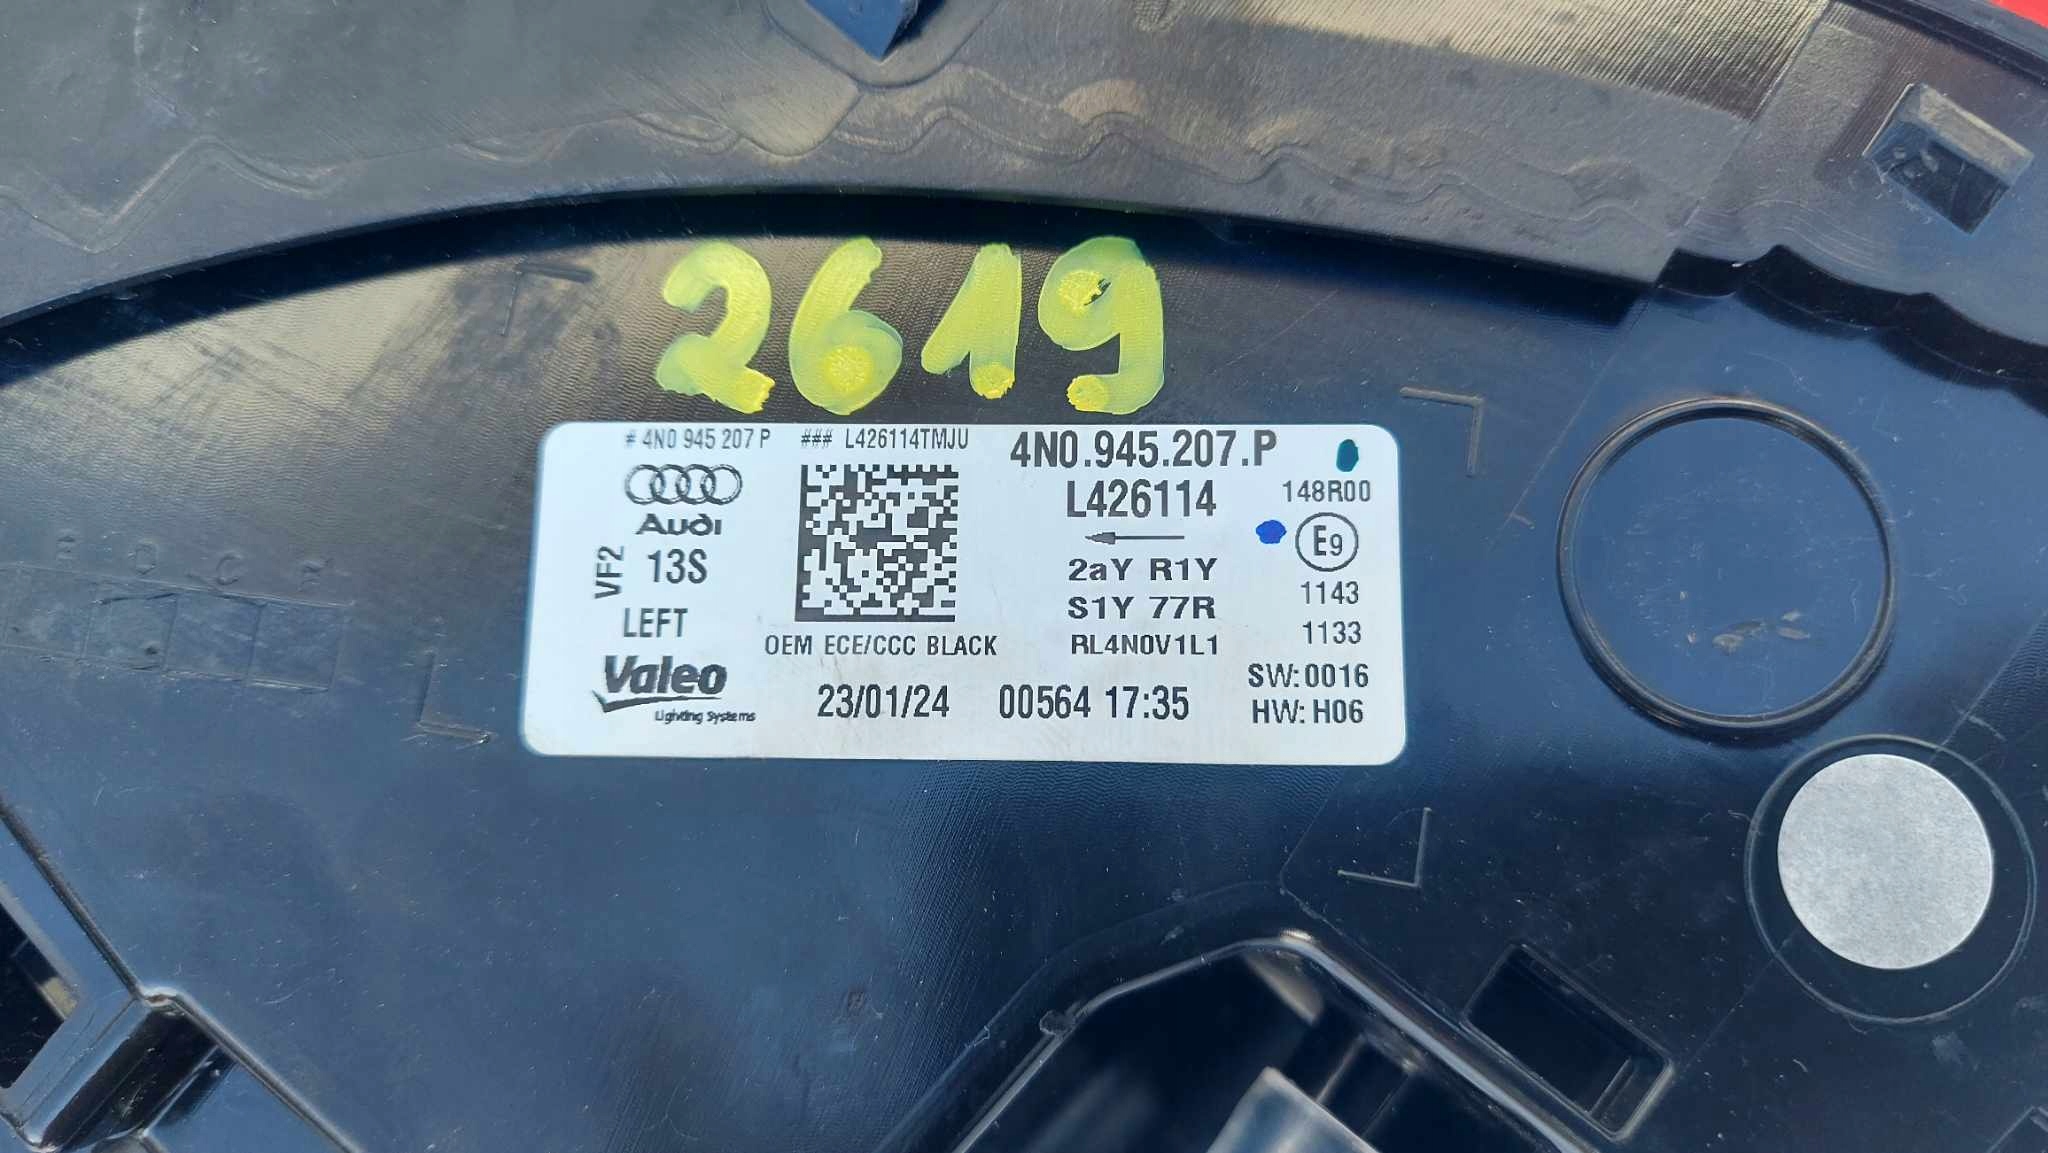 2619
# 4N0 945 207 P ### L426114TMJU
4N0.945.207.P
Audi
VF2
13S
LEFT
Valeo
Lighting Systems
OEM ECE/CCC BLACK
23/01/24 00564 17:35
L426114
2aY R1Y
S1Y 77R
RL4N0V1L1
148R00
E9
1143
1133
SW:0016
HW:H06